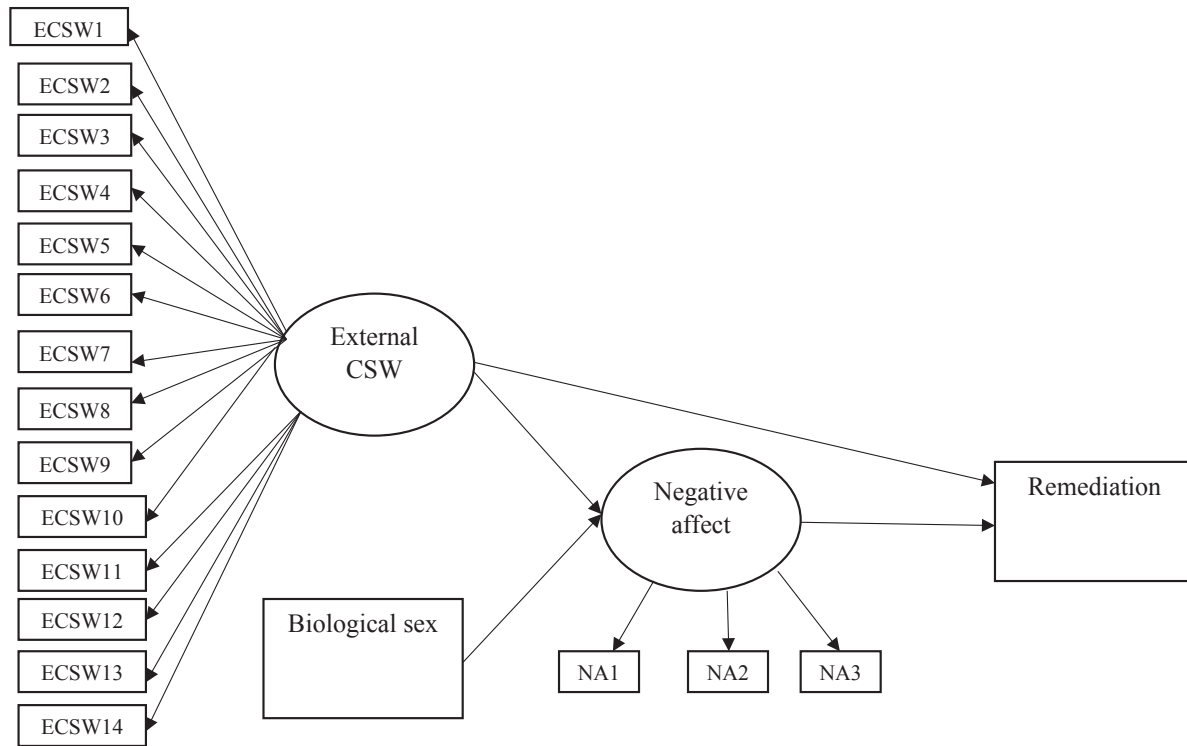 ECSW1
ECSW2
ECSW3
ECSW4
ECSW5
ECSW6
ECSW7
ECSW8
ECSW9
ECSW10
ECSW11
ECSW12
ECSW13
ECSW14
External
CSW
Biological sex
Negative
affect
NA1
NA2
NA3
Remediation